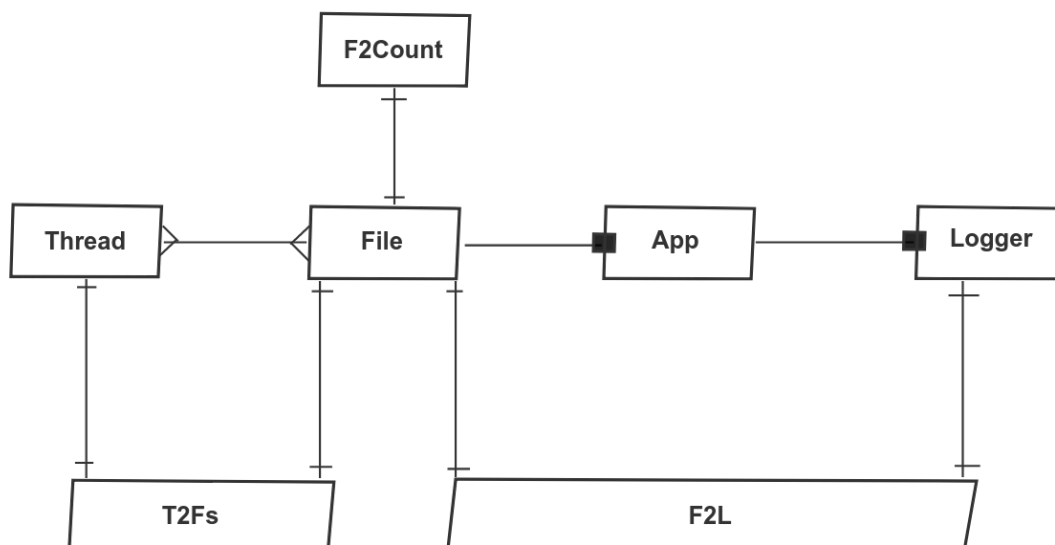 F2Count
Thread
File
App
Logger
T2Fs
F2L